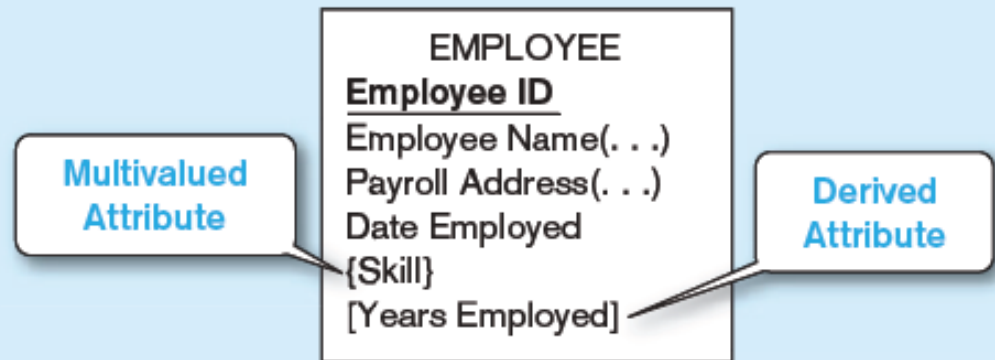 EMPLOYEE
Employee ID
Employee Name(. . .)
Payroll Address(. . .)
Date Employed
{Skill}
[Years Employed]
Multivalued
Attribute
Derived
Attribute